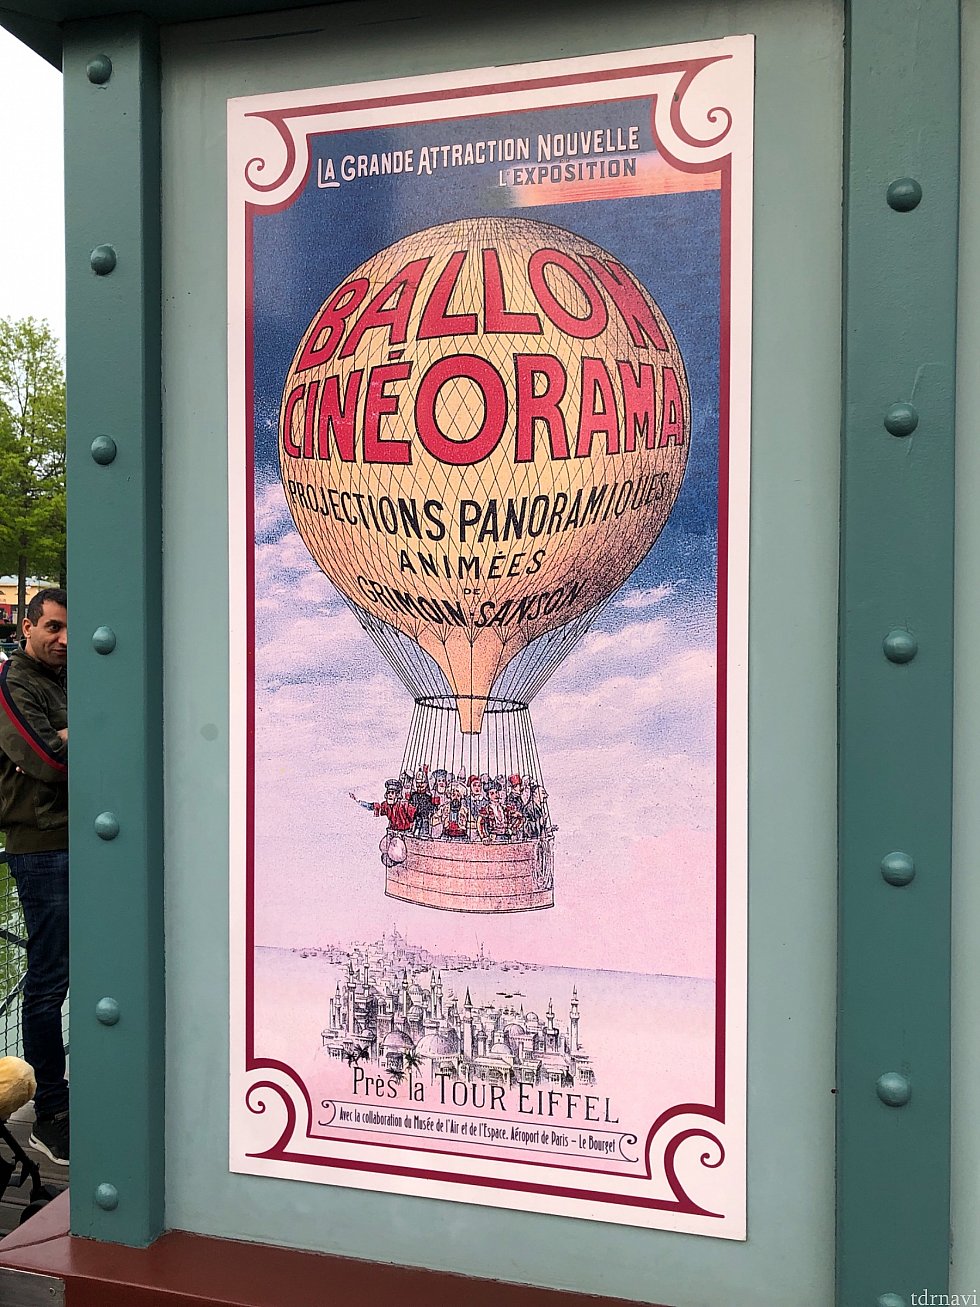 LA GRANDE ATTRACTION NOUVELLE
DE
L'EXPOSITION
BALLON
CINÉORAMA
PROJECTIONS PANORAMIQUES
ANIMÉES
DE
GRIMOIN-SANSON
Près la TOUR EIFFEL
Avec la collaboration du Musée de l'Air et de l'Espace, Aéroport de Paris – Le Bourget
tdrnavi